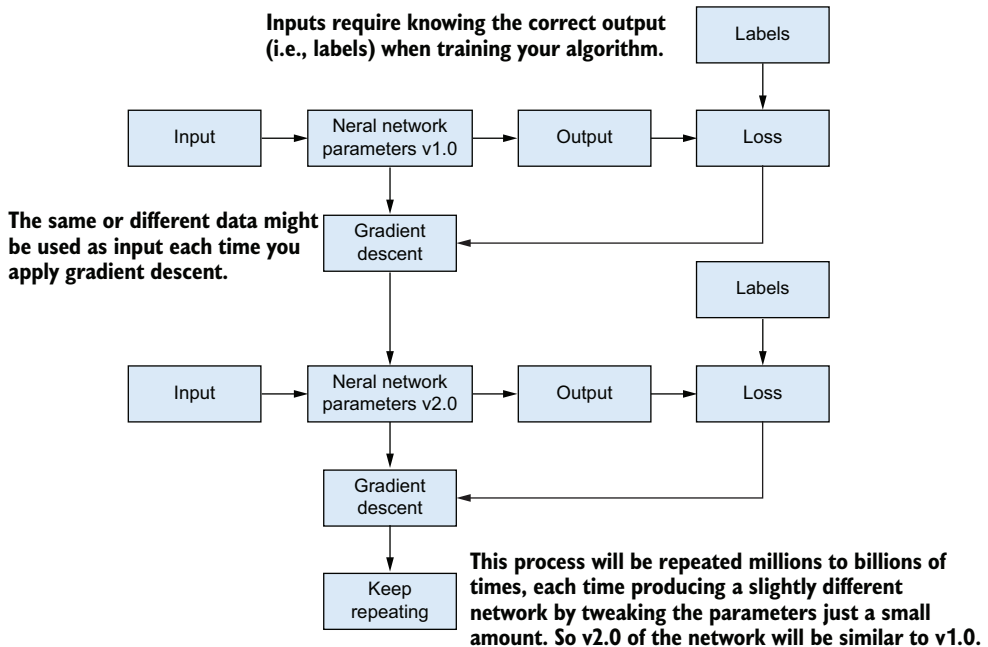 Inputs require knowing the correct output
(i.e., labels) when training your algorithm.
Labels
Input
Neral network
parameters v1.0
Output
Loss
The same or different data might
be used as input each time you
apply gradient descent.
Gradient
descent
Labels
Input
Neral network
parameters v2.0
Output
Loss
Gradient
descent
Keep
repeating
This process will be repeated millions to billions of
times, each time producing a slightly different
network by tweaking the parameters just a small
amount. So v2.0 of the network will be similar to v1.0.